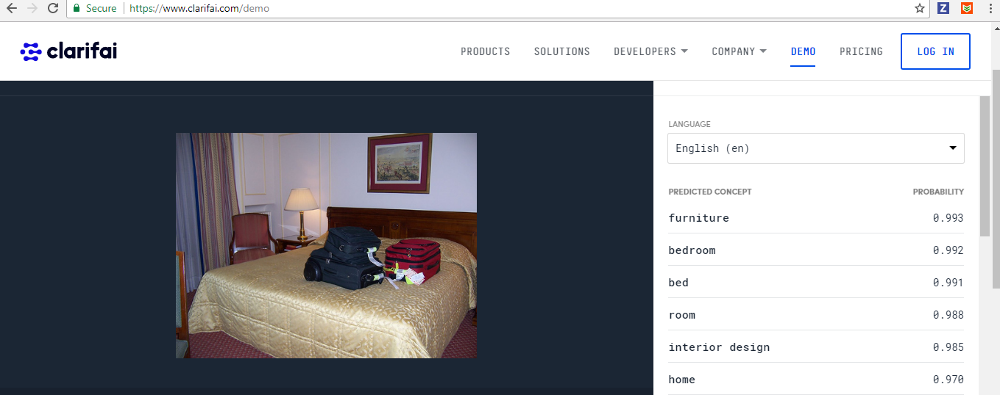 Secure https://www.clarifai.com/demo
Z
clarifai PRODUCTS SOLUTIONS DEVELOPERS COMPANY DEMO PRICING LOG IN
LANGUAGE
English (en)
PREDICTED CONCEPT PROBABILITY
furniture 0.993
bedroom 0.992
bed 0.991
room 0.988
interior design 0.985
home 0.970